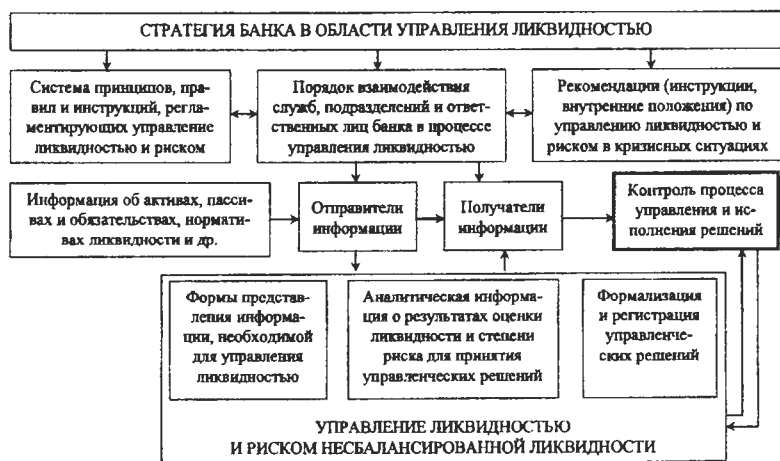 СТРАТЕГИЯ БАНКА В ОБЛАСТИ УПРАВЛЕНИЯ ЛИКВИДНОСТЬЮ
Система принципов, пра-
вил и инструкций, регла-
ментирующих управление
ликвидностью и риском
Порядок взаимодействия
служб, подразделений и ответ-
ственных лиц банка в процессе
управления ликвидностью
Рекомендации (инструкции,
внутренние положения) по
управлению ликвидностью и
риском в кризисных ситуациях
Информация об активах, пасси-
вах и обязательствах, нормати-
вах ликвидности и др.
Отправители
информации
Получатели
информации
Контроль процесса
управления и ис-
полнения решений
Формы представ-
ления информа-
ции, необходимой
для управления
ликвидностью
Аналитическая информа-
ция о результатах оценки
ликвидности и степени
риска для принятия
управленческих решений
Формализация
и регистрация
управленче-
ских решений
УПРАВЛЕНИЕ ЛИКВИДНОСТЬЮ
И РИСКОМ НЕСБАЛАНСИРОВАННОЙ ЛИКВИДНОСТИ